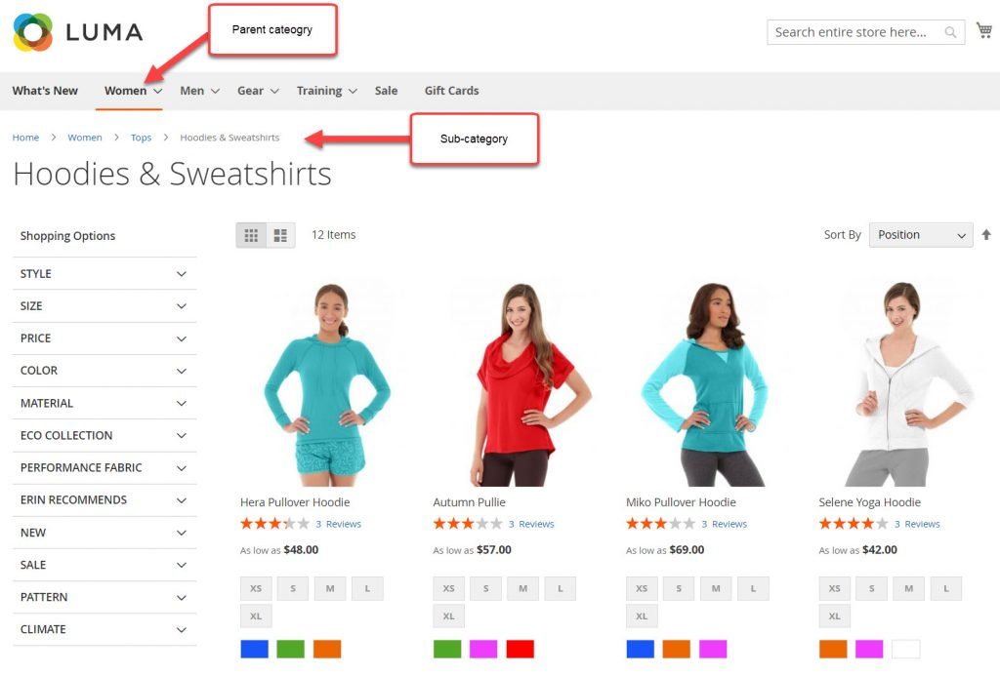 LUMA
Parent cateogry
Search entire store here...
What's New Women Men Gear Training Sale Gift Cards
Home > Women > Tops > Hoodies & Sweatshirts
Sub-category
Hoodies & Sweatshirts
Shopping Options
12 Items
Sort By Position
STYLE
SIZE
PRICE
COLOR
MATERIAL
ECO COLLECTION
PERFORMANCE FABRIC
ERIN RECOMMENDS
NEW
SALE
PATTERN
CLIMATE
Hera Pullover Hoodie
3 Reviews
As low as $48.00
XS S M L
XL
Autumn Pullie
3 Reviews
As low as $57.00
XS S M L
XL
Miko Pullover Hoodie
3 Reviews
As low as $69.00
XS S M L
XL
Selene Yoga Hoodie
3 Reviews
As low as $42.00
XS S M L
XL